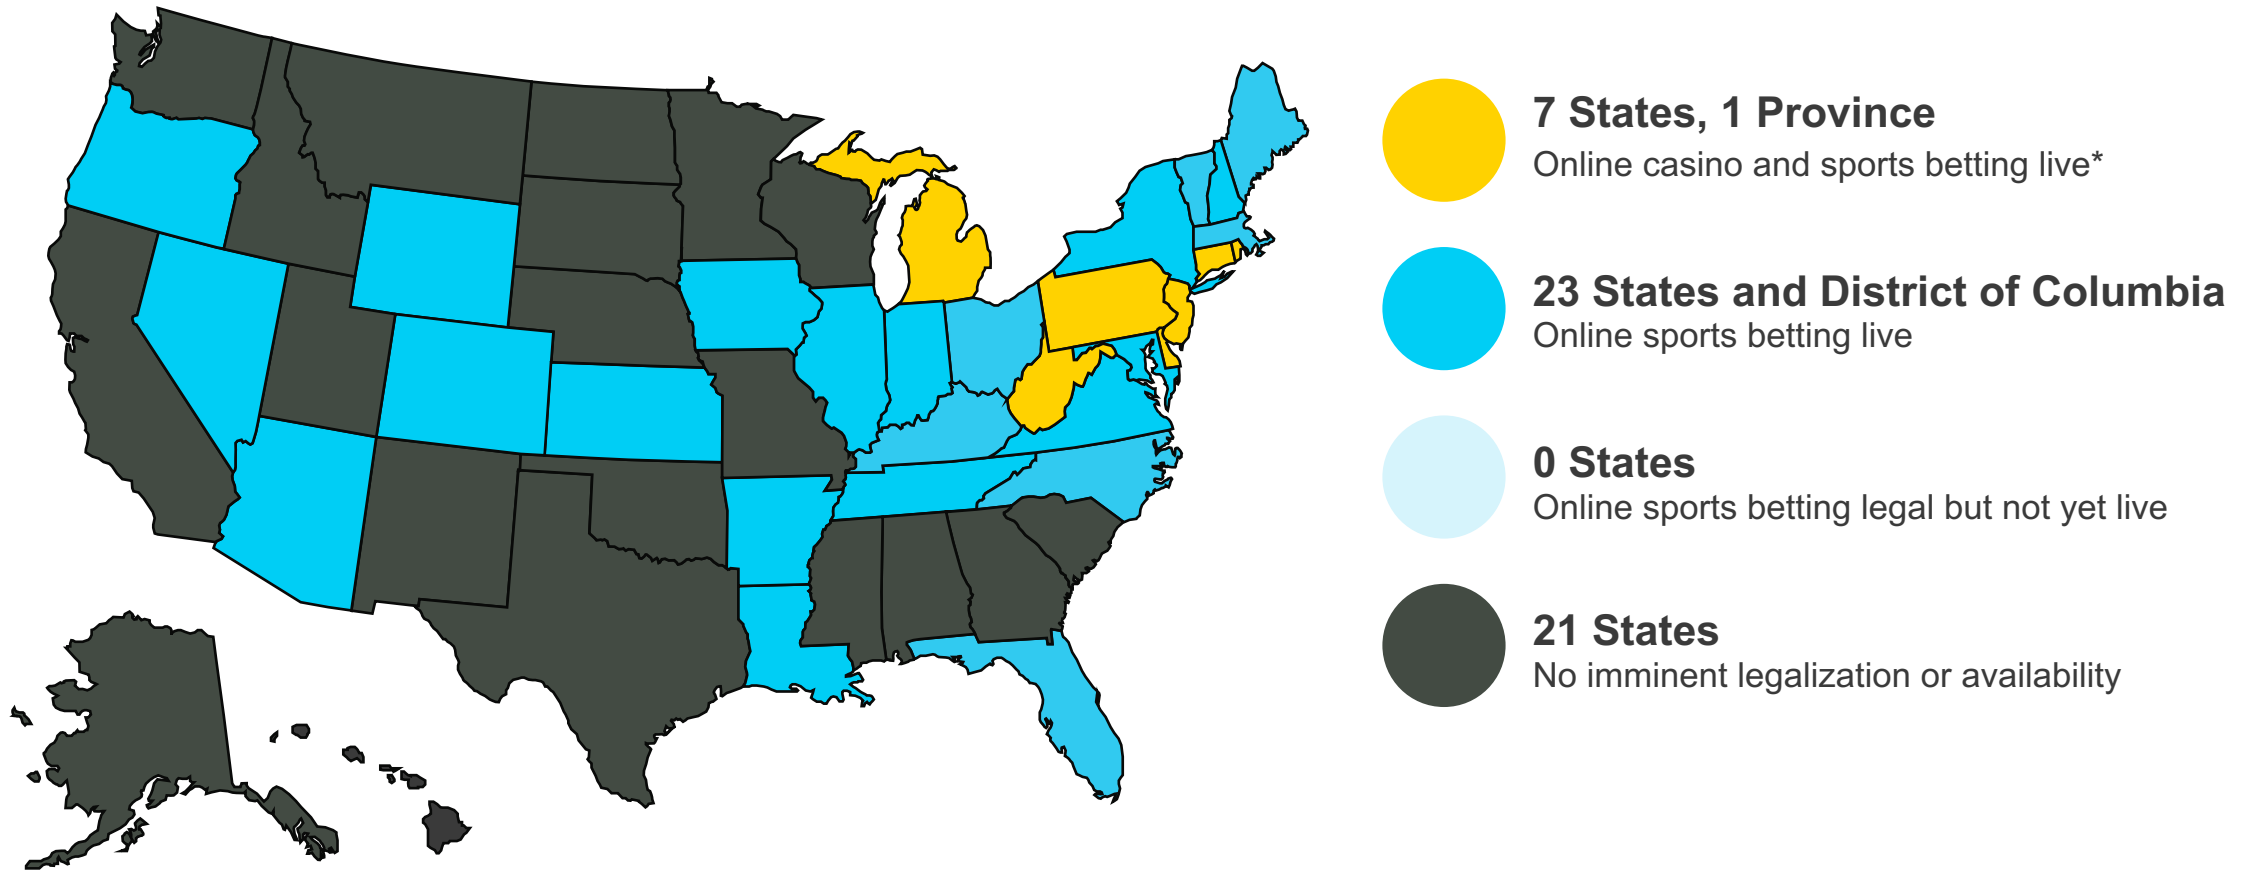 7 States, 1 Province
Online casino and sports betting live*
23 States and District of Columbia
Online sports betting live
0 States
Online sports betting legal but not yet live
21 States
No imminent legalization or availability